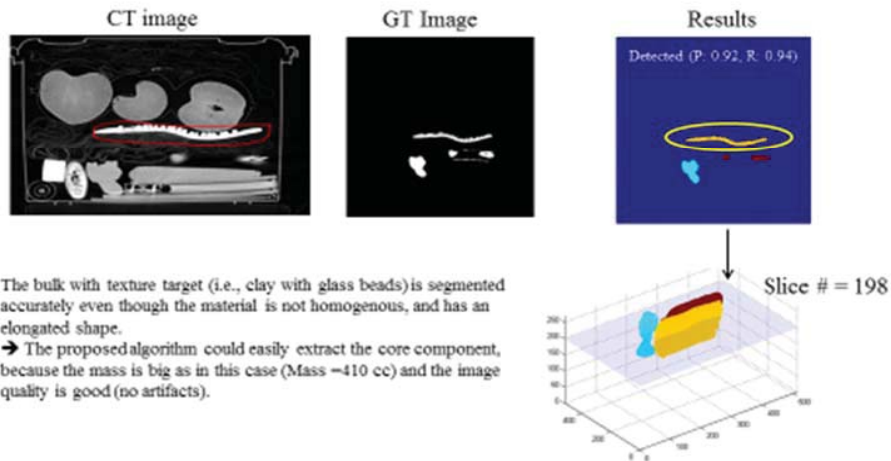 CT image
GT Image
Results
Detected (P: 0.92, R: 0.94)
The bulk with texture target (i.e., clay with glass beads) is segmented
accurately even though the material is not homogenous, and has an
elongated shape.
➔ The proposed algorithm could easily extract the core component,
because the mass is big as in this case (Mass ~410 cc) and the image
quality is good (no artifacts).
Slice # = 198